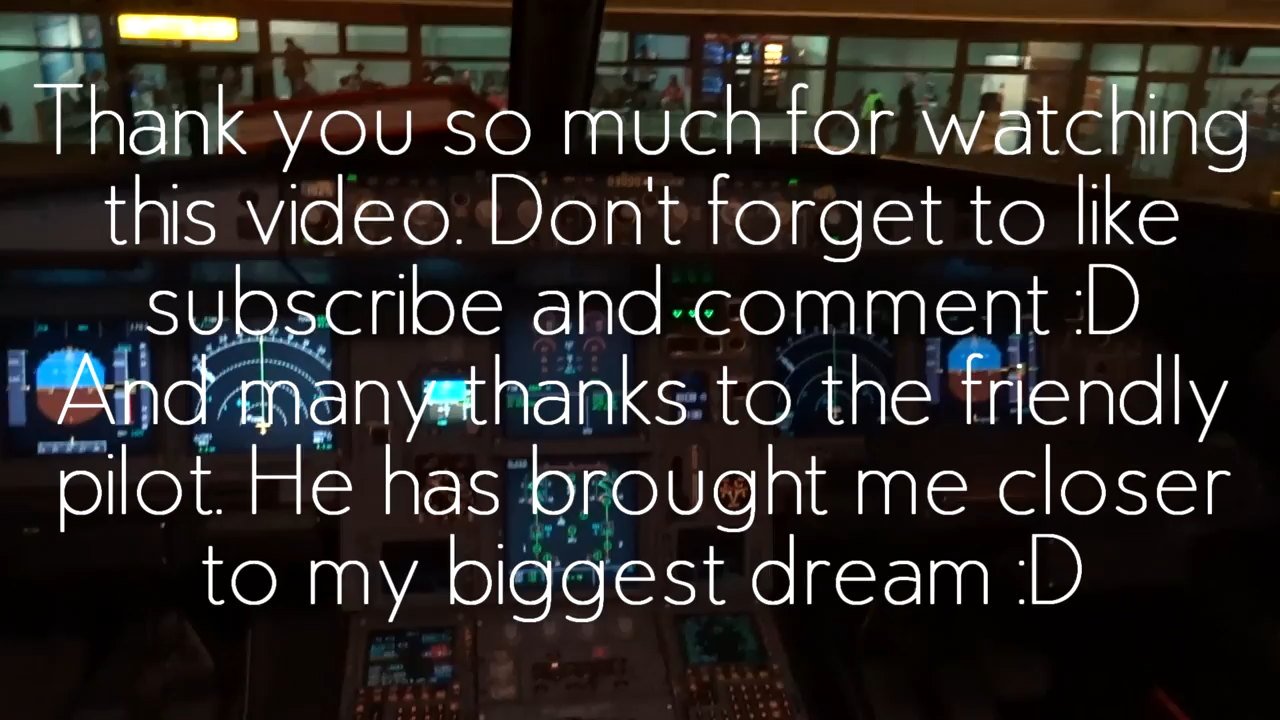 Thank you so much for watching
this video. Don't forget to like
subscribe and comment :D
And many thanks to the friendly
pilot. He has brought me closer
to my biggest dream :D